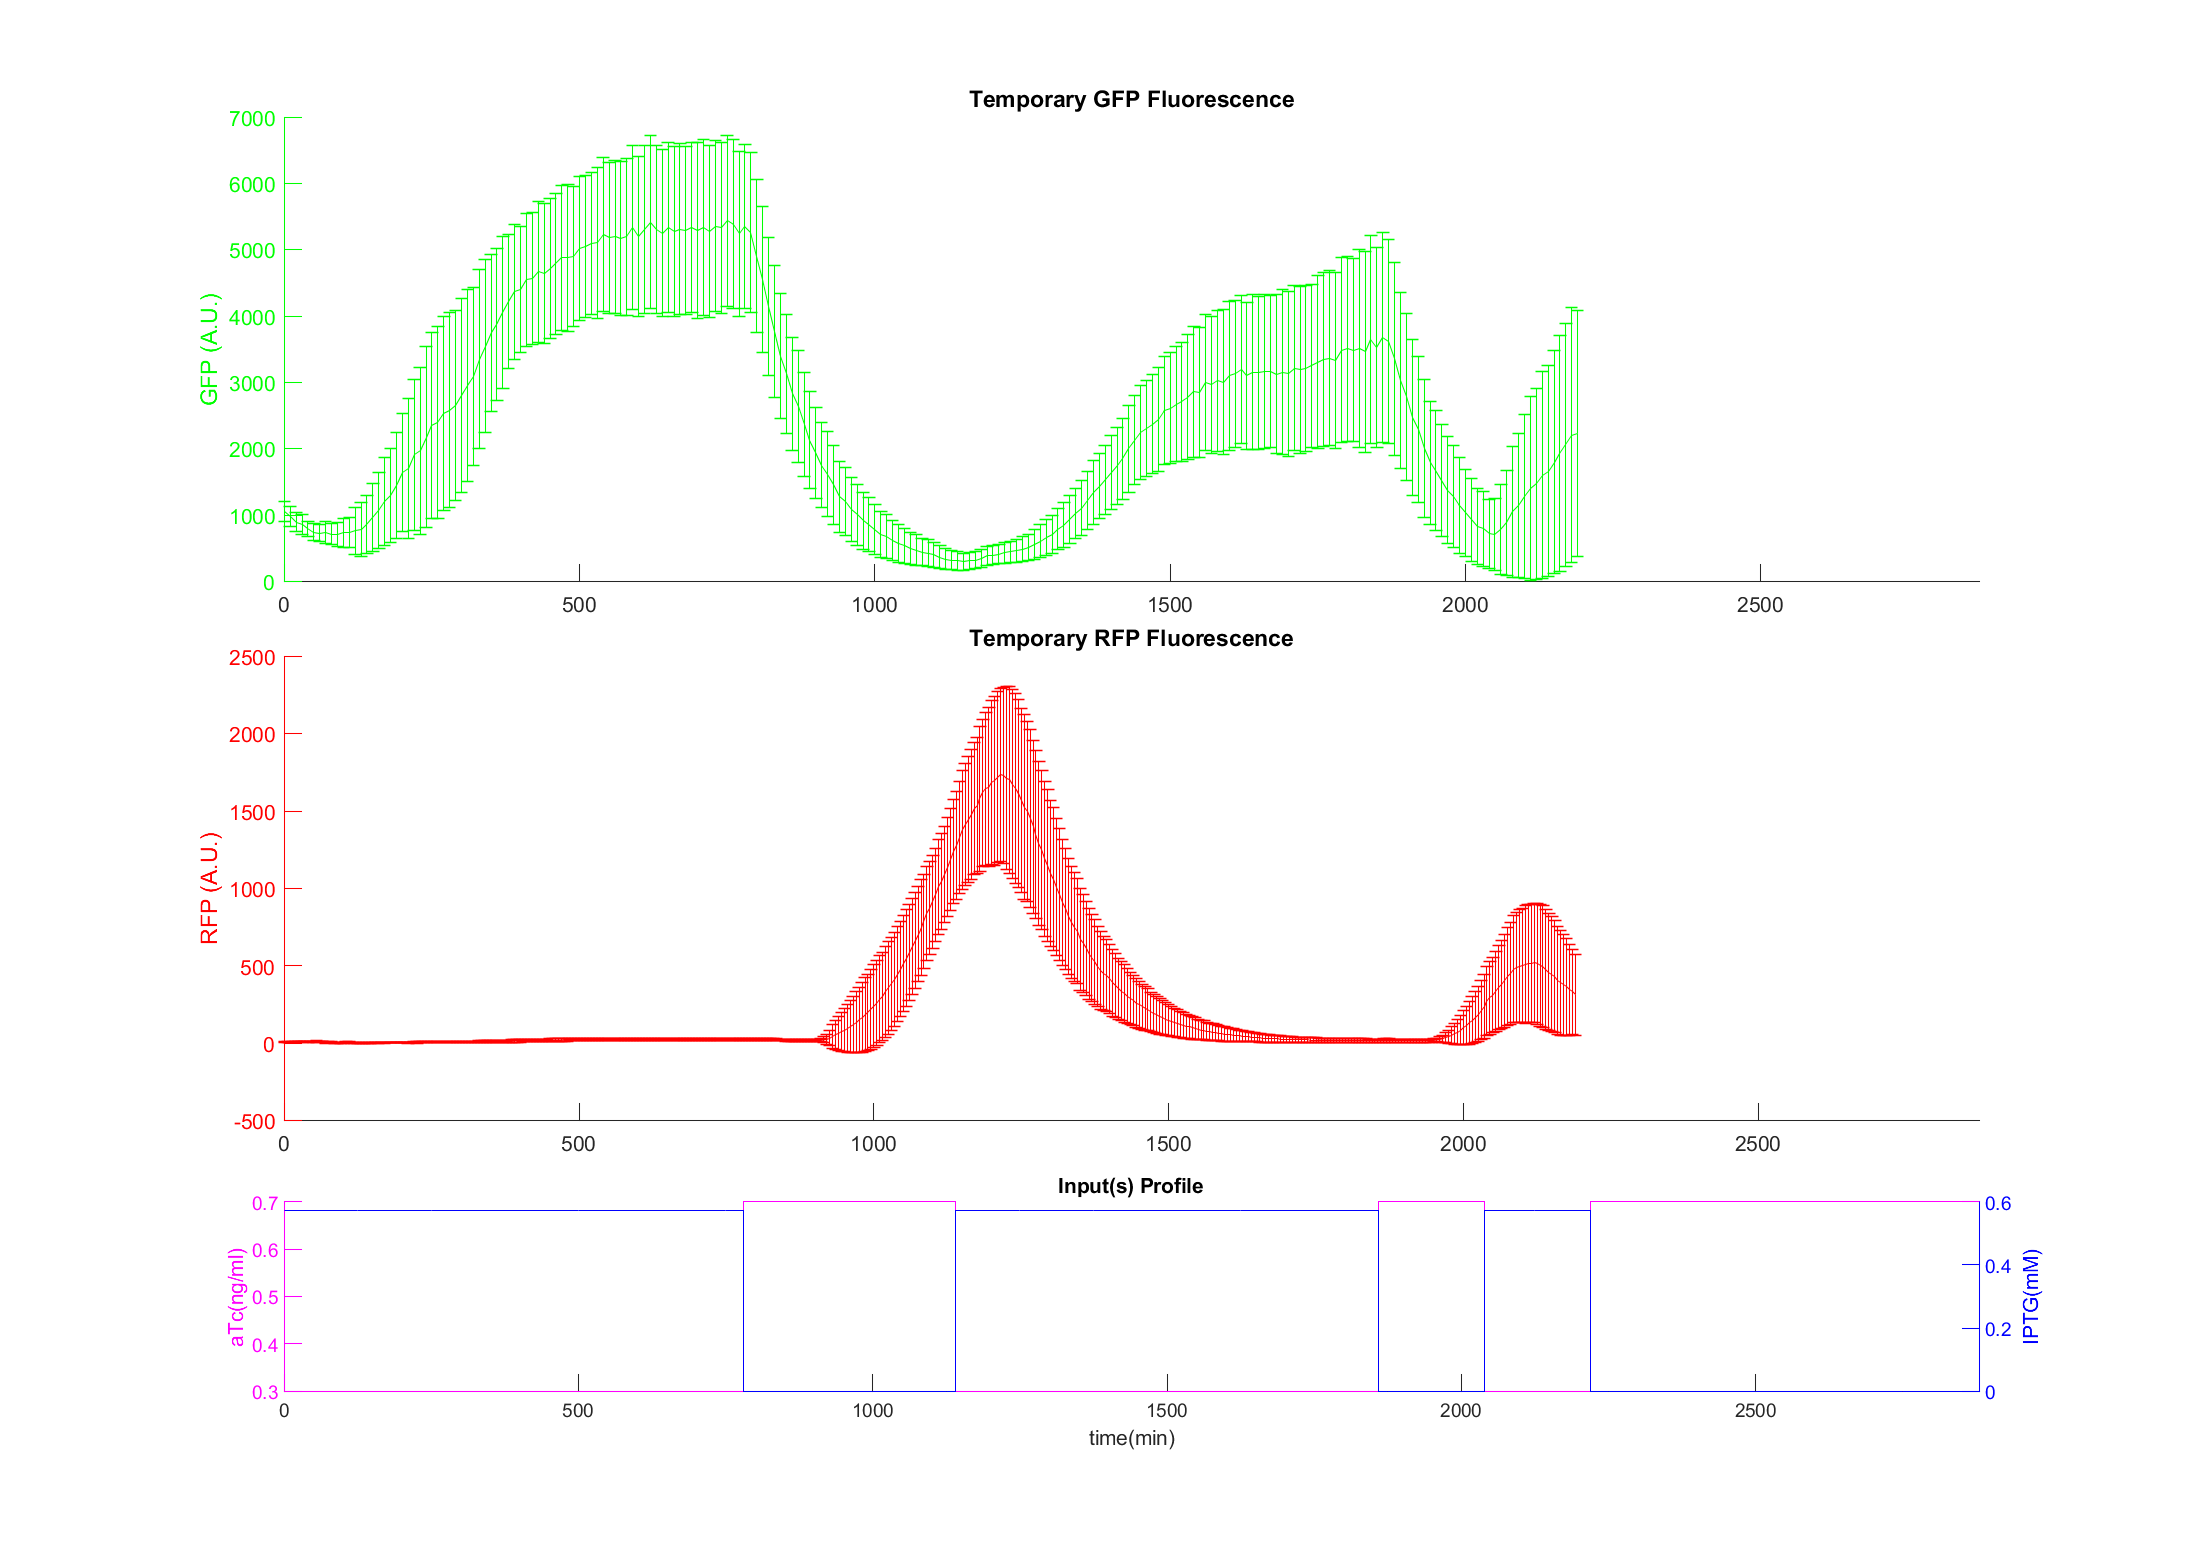 Temporary GFP Fluorescence
7000
6000
5000
4000
3000
2000
1000
0
GFP (A.U.)
0 500 1000 1500 2000 2500
Temporary RFP Fluorescence
2500
2000
1500
1000
500
0
-500
RFP (A.U.)
0 500 1000 1500 2000 2500
Input(s) Profile
0.7
0.6
0.5
0.4
0.3
aTc(ng/ml)
0.6
0.4
0.2
0
IPTG(mM)
0 500 1000 1500 2000 2500
time(min)